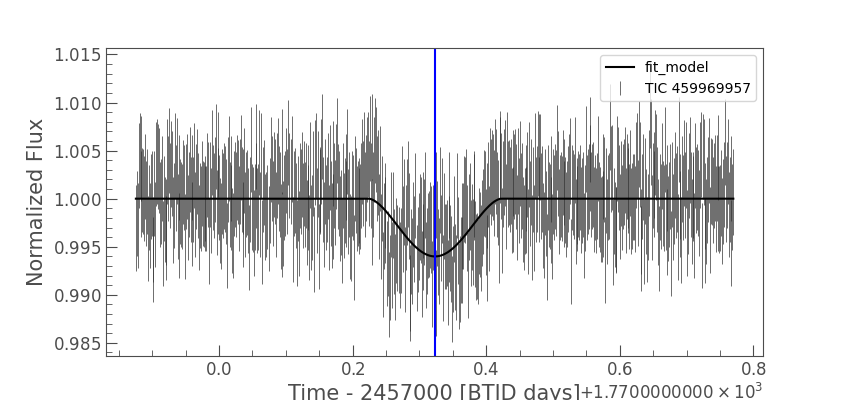 1.015
1.010
1.005
1.000
0.995
0.990
0.985
Normalized Flux
fit_model
TIC 459969957
0.0 0.2 0.4 0.6 0.8
Time - 2457000 [BTJD days]
+1.7700000000 × 10³